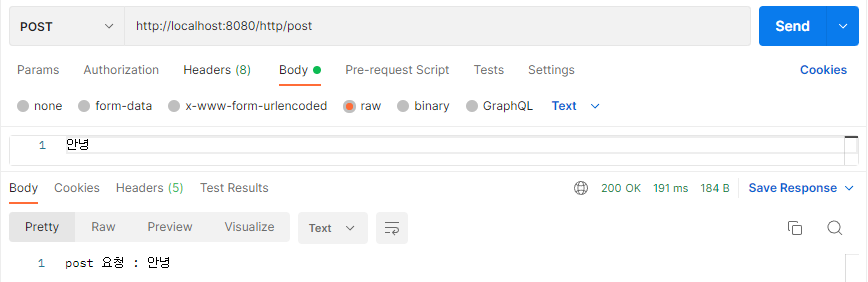 POST http://localhost:8080/http/post Send
Params Authorization Headers (8) Body Pre-request Script Tests Settings Cookies
none form-data x-www-form-urlencoded raw binary GraphQL Text
1 안녕
Body Cookies Headers (5) Test Results 200 OK 191 ms 184 B Save Response
Pretty Raw Preview Visualize Text
1 post 요청 : 안녕